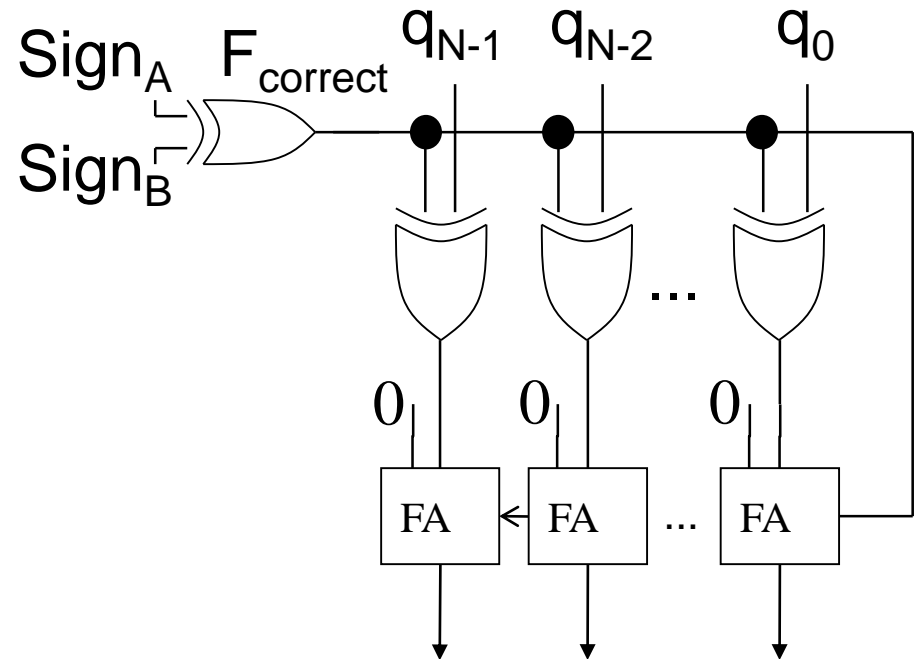 Sign_A F_correct q_N-1 q_N-2 q_0
Sign_B
...
0 0 0
FA FA ... FA